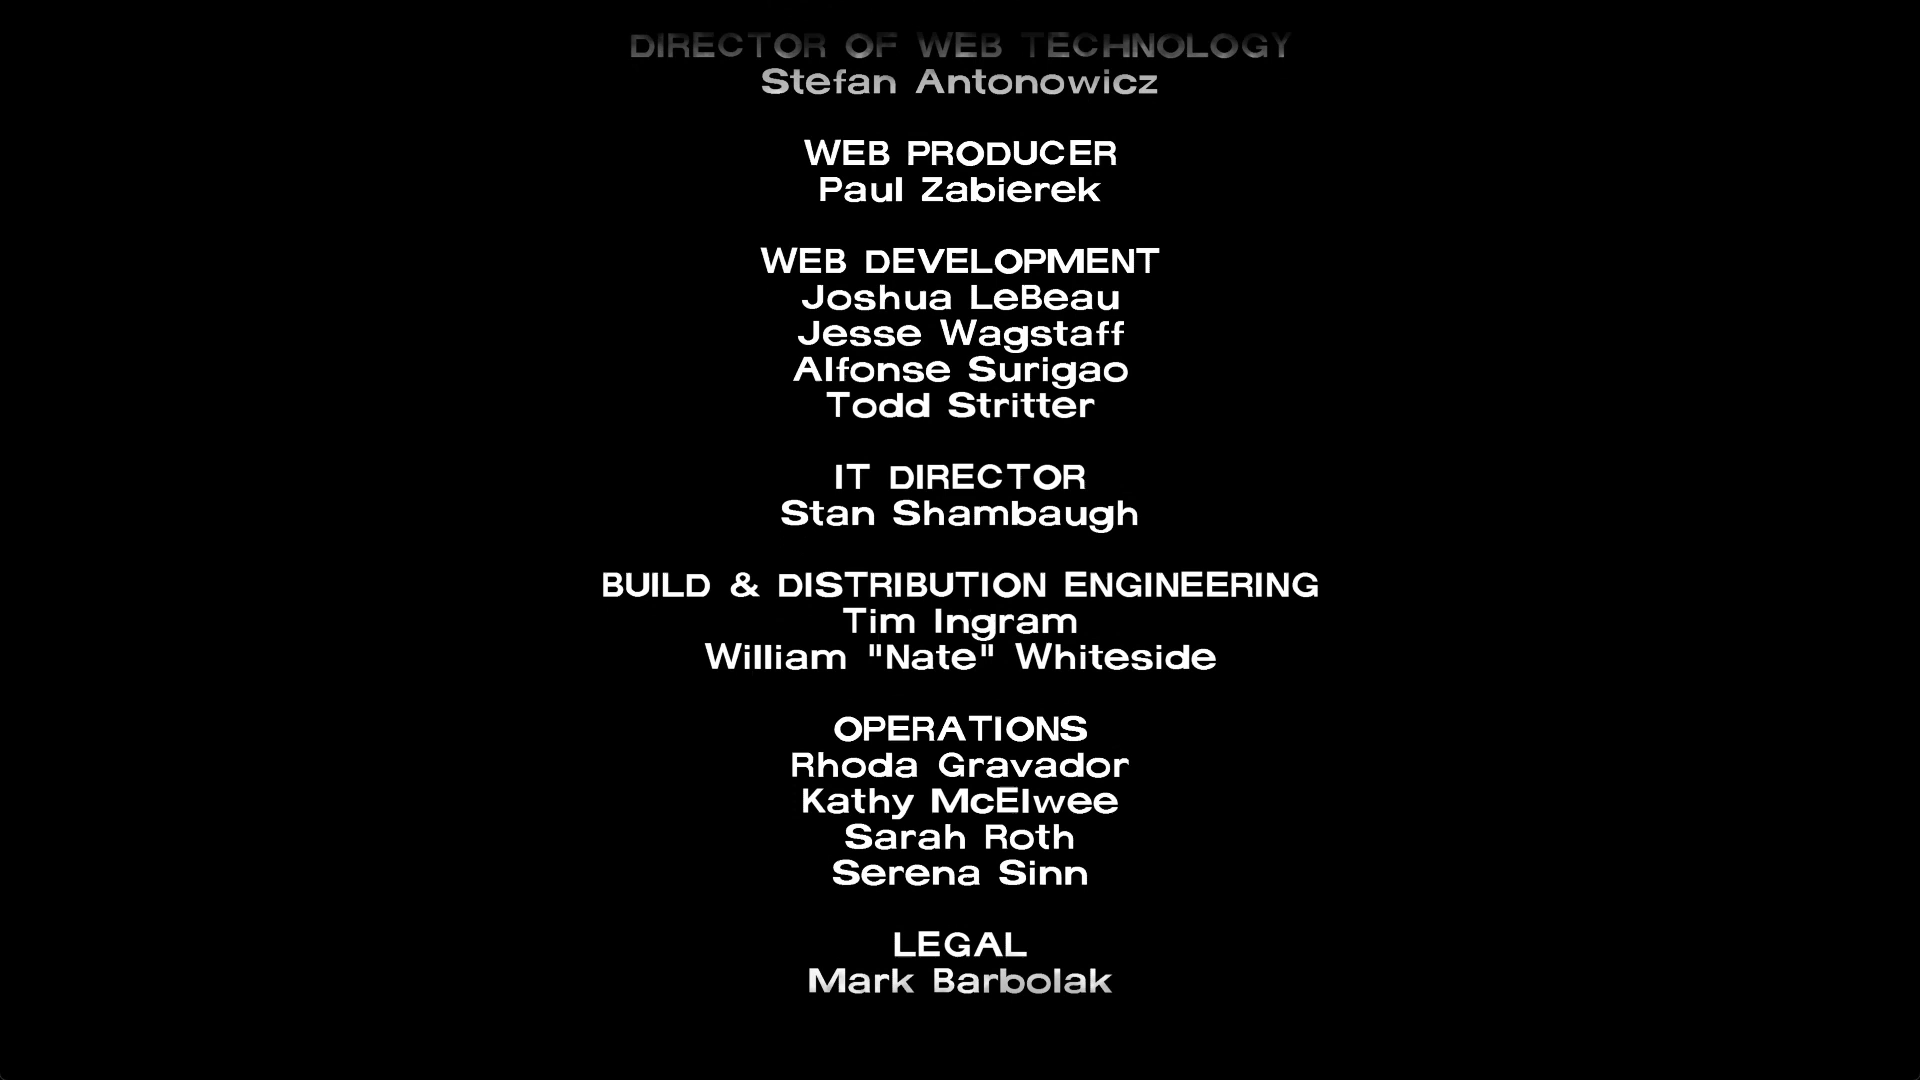 DIRECTOR OF WEB TECHNOLOGY
Stefan Antonowicz
WEB PRODUCER
Paul Zabierek
WEB DEVELOPMENT
Joshua LeBeau
Jesse Wagstaff
Alfonse Surigao
Todd Stritter
IT DIRECTOR
Stan Shambaugh
BUILD & DISTRIBUTION ENGINEERING
Tim Ingram
William "Nate" Whiteside
OPERATIONS
Rhoda Gravador
Kathy McElwee
Sarah Roth
Serena Sinn
LEGAL
Mark Barbolak